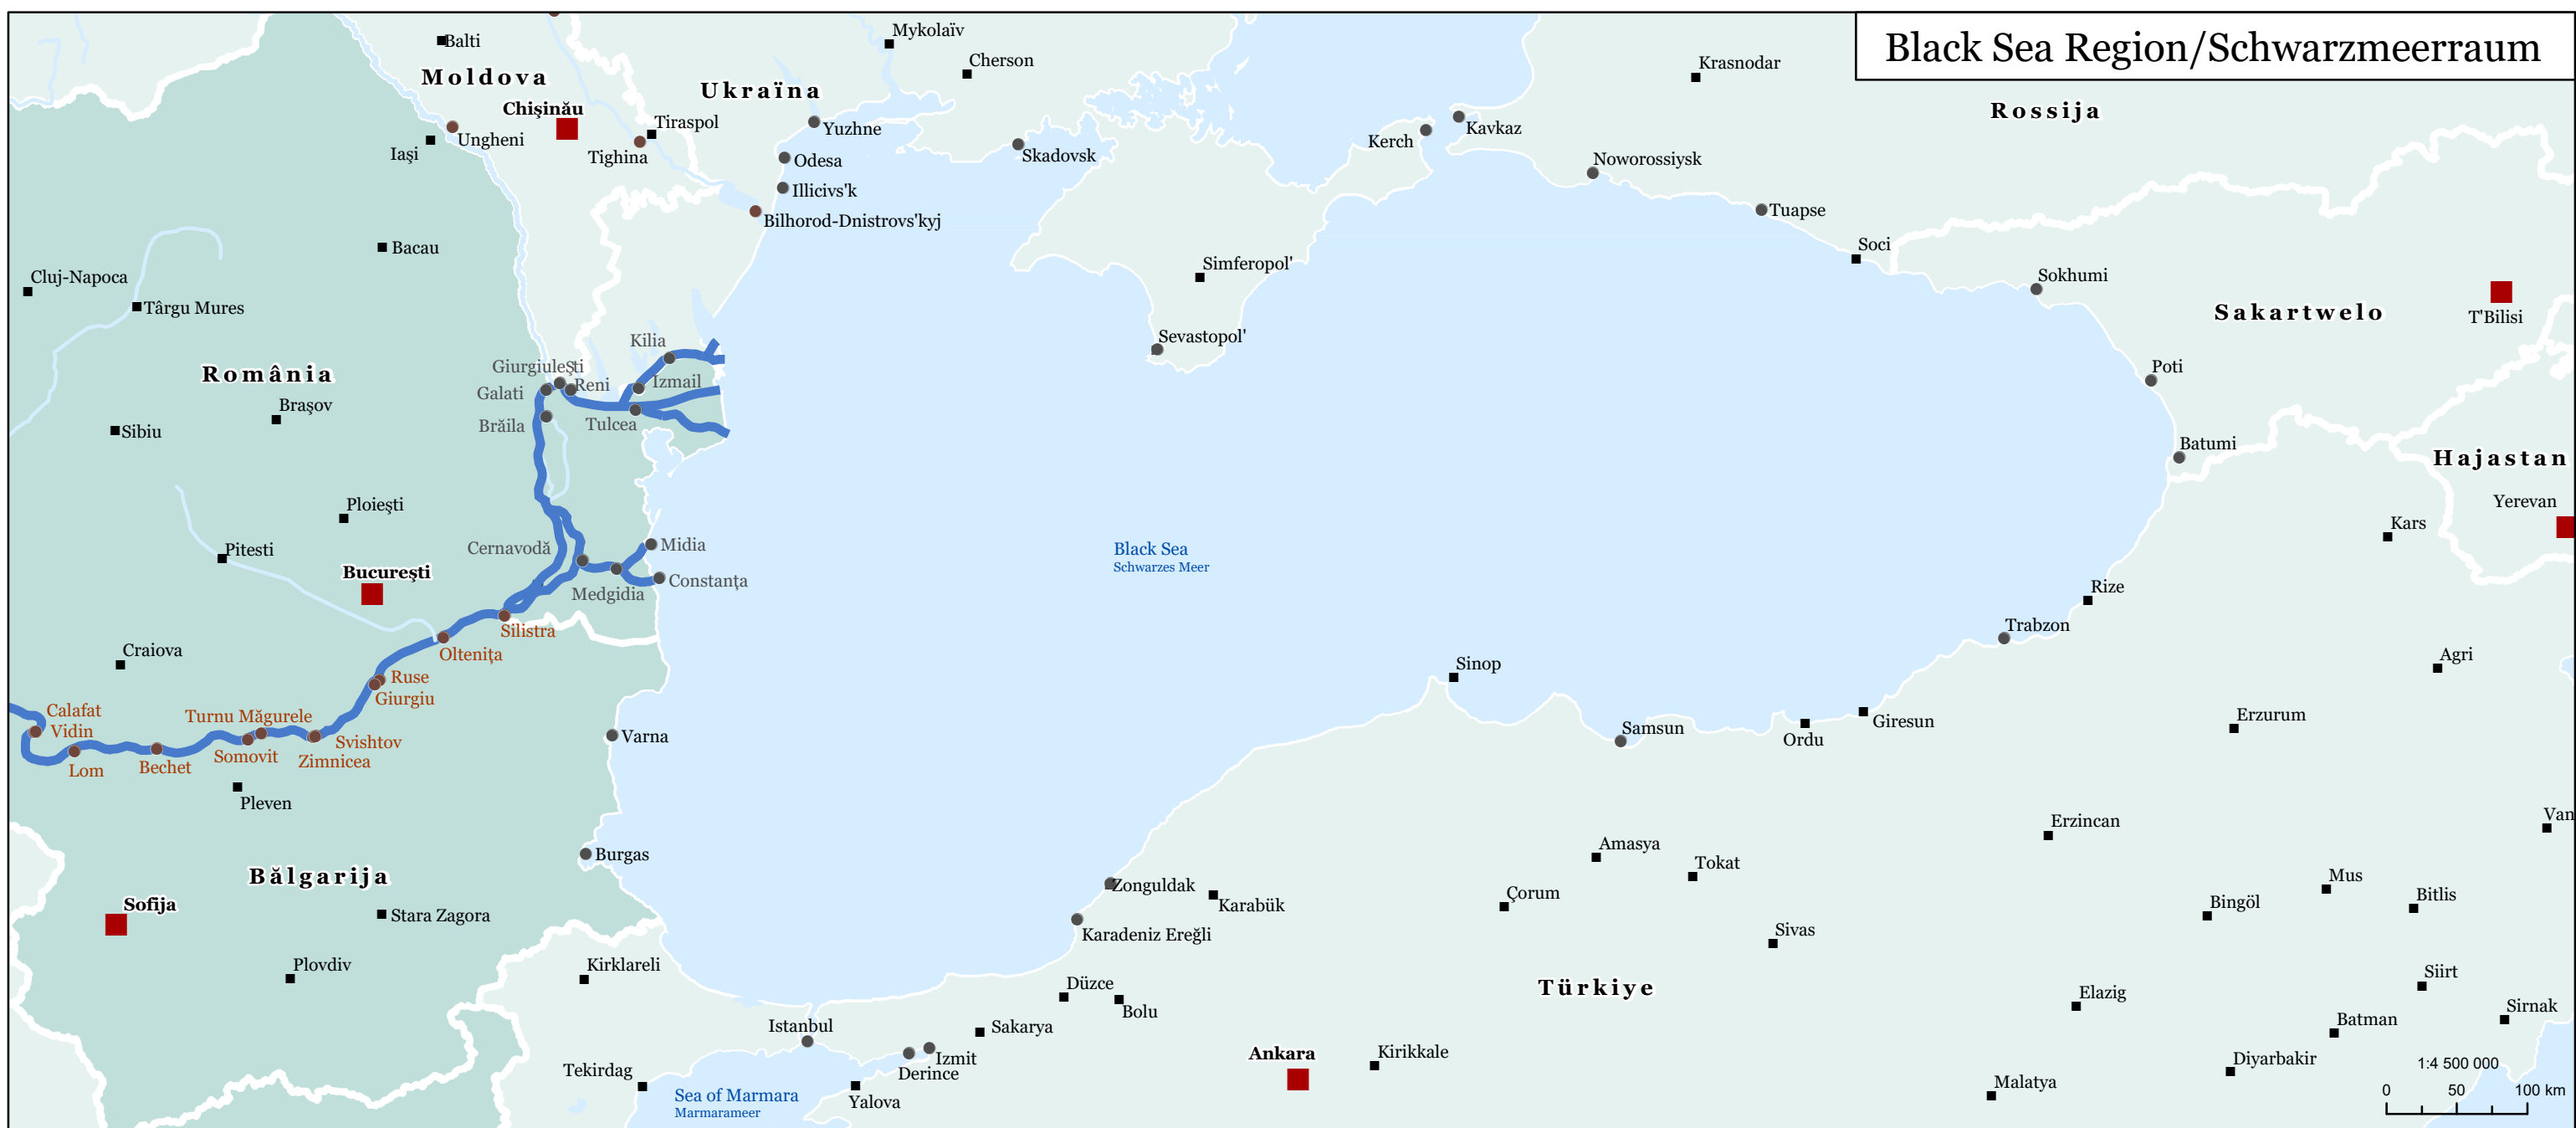 Black Sea Region/Schwarzmeerraum
Balti
Moldova
Chişinău
Ukraïna
Mykolaïv
Cherson
Krasnodar
Rossija
Iaşi
Ungheni
Tighina
Tiraspol
Yuzhne
Odesa
Illicivs'k
Bilhorod-Dnistrovs'kyj
Skadovsk
Kerch
Kavkaz
Noworossiysk
Tuapse
Soci
Sokhumi
Sakartwelo
T'Bilisi
Bacau
Cluj-Napoca
Târgu Mures
Simferopol'
Sevastopol'
România
Braşov
Sibiu
Kilia
Giurgiuleşti
Galati
Reni
Izmail
Brăila
Tulcea
Poti
Batumi
Hajastan
Yerevan
Kars
Ploieşti
Pitesti
Bucureşti
Cernavodă
Midia
Medgidia
Constanţa
Black Sea
Schwarzes Meer
Rize
Trabzon
Agri
Silistra
Olteniţa
Craiova
Ruse
Giurgiu
Calafat
Vidin
Turnu Măgurele
Svishtov
Somovit
Zimnicea
Lom
Bechet
Pleven
Varna
Sinop
Samsun
Ordu
Giresun
Erzurum
Erzincan
Van
Burgas
Bălgarija
Sofija
Stara Zagora
Plovdiv
Zonguldak
Karabük
Karadeniz Ereğli
Amasya
Tokat
Çorum
Sivas
Mus
Bingöl
Bitlis
Kirklareli
Düzce
Bolu
Türkiye
Siirt
Elazig
Sirnak
Batman
Istanbul
Sakarya
Izmit
Derince
Tekirdag
Sea of Marmara
Marmarameer
Yalova
Ankara
Kirikkale
Malatya
Diyarbakir
1:4 500 000
0 50 100 km